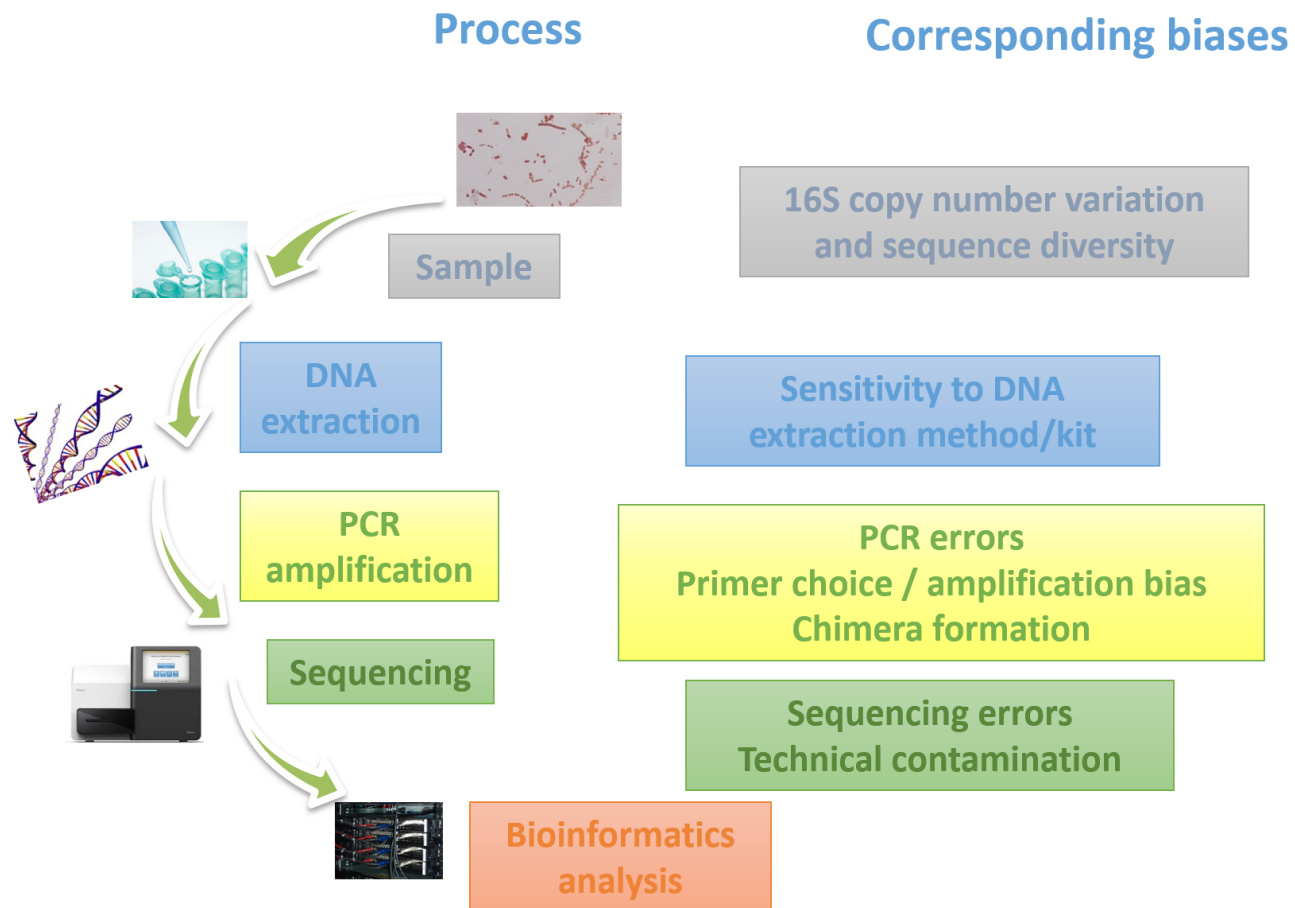 Process
Corresponding biases
Sample
16S copy number variation
and sequence diversity
DNA
extraction
Sensitivity to DNA
extraction method/kit
PCR
amplification
PCR errors
Primer choice / amplification bias
Chimera formation
Sequencing
Sequencing errors
Technical contamination
Bioinformatics
analysis